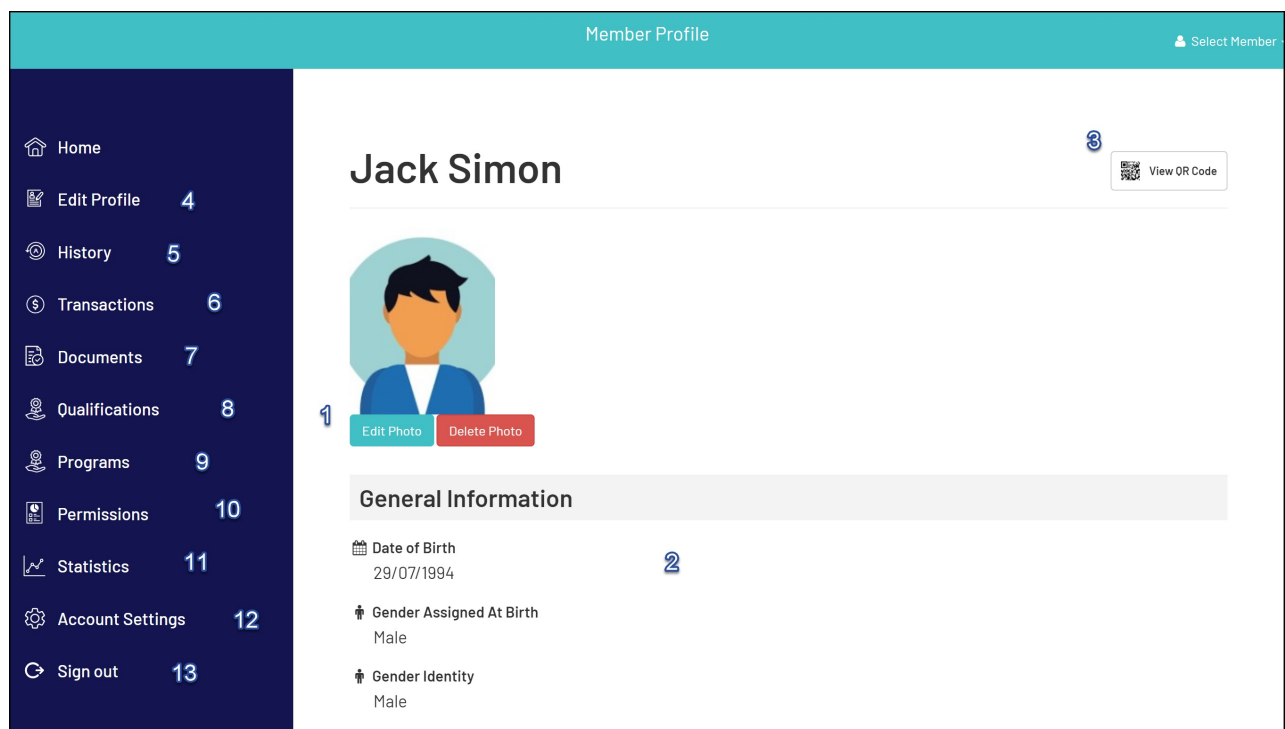 Member Profile
Select Member
Home
Edit Profile 4
History 5
Transactions 6
Documents 7
Qualifications 8
Programs 9
Permissions 10
Statistics 11
Account Settings 12
Sign out 13
3
Jack Simon
View QR Code
1
Edit Photo Delete Photo
General Information
Date of Birth
29/07/1994
2
Gender Assigned At Birth
Male
Gender Identity
Male